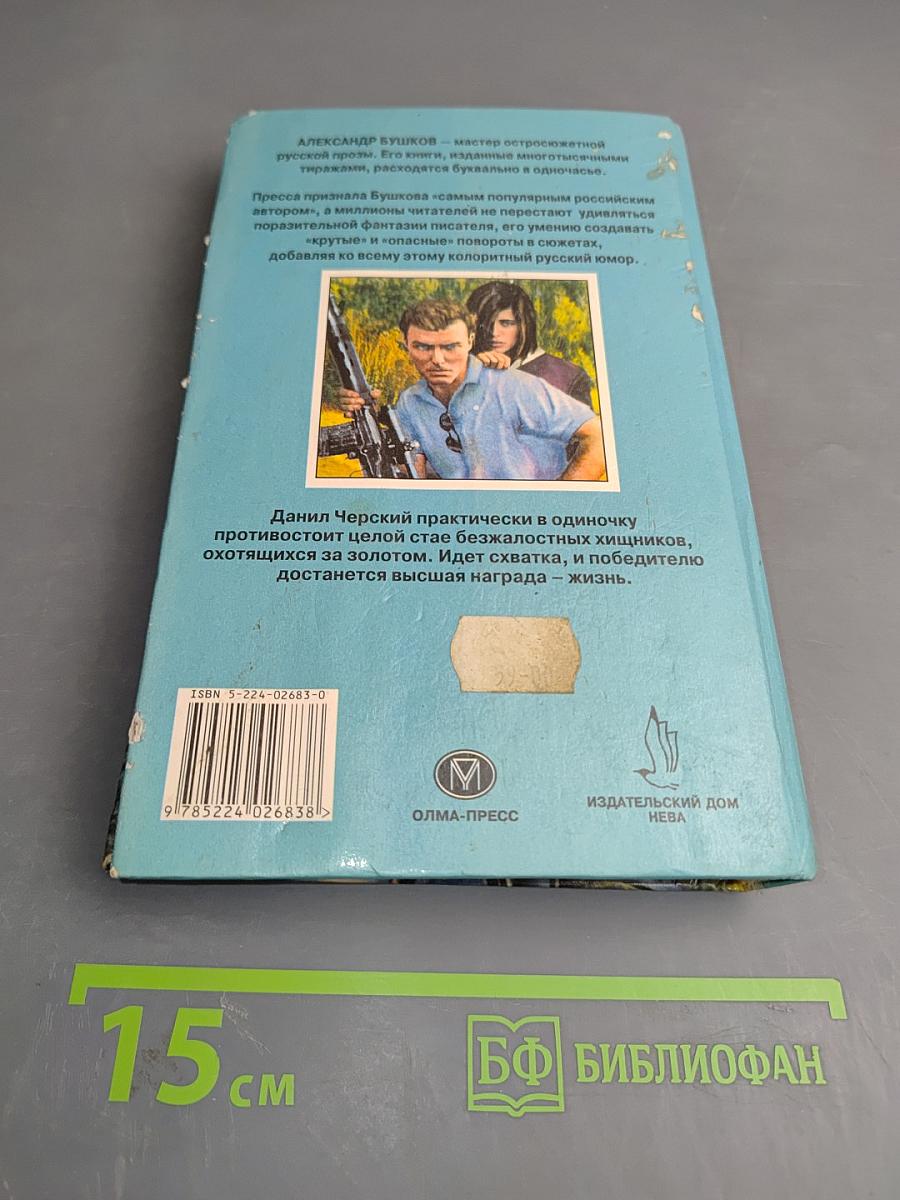 АЛЕКСАНДР БУШКОВ – мастер остросюжетной
русской прозы. Его книги, изданные многотысячными
тиражами, расходятся буквально в одночасье.
Пресса признала Бушкова «самым популярным российским
автором», а миллионы читателей не перестают удивляться
поразительной фантазии писателя, его умению создавать
«крутые» и «опасные» повороты в сюжетах,
добавляя ко всему этому колоритный русский юмор.
Данил Черский практически в одиночку
противостоит целой стае безжалостных хищников,
охотящихся за золотом. Идет схватка, и победителю
достанется высшая награда – жизнь.
ISBN 5-224-02683-0
9 785224 026838 >
ОЛМА-ПРЕСС
ИЗДАТЕЛЬСКИЙ ДОМ
НЕВА
15 см
БФ БИБЛИОФАН